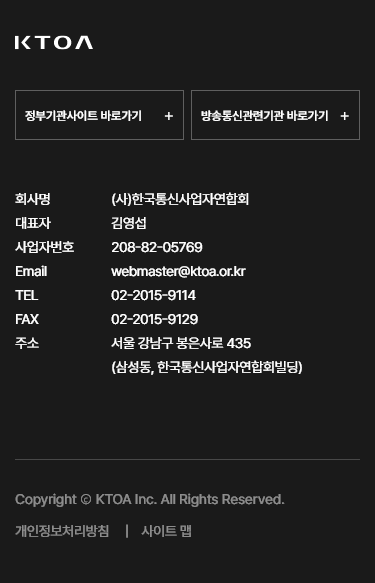 KTOA
정부기관사이트 바로가기 + 방송통신관련기관 바로가기 +
회사명 (사)한국통신사업자연합회
대표자 김영섭
사업자번호 208-82-05769
Email webmaster@ktoa.or.kr
TEL 02-2015-9114
FAX 02-2015-9129
주소 서울 강남구 봉은사로 435
(삼성동, 한국통신사업자연합회빌딩)
Copyright © KTOA Inc. All Rights Reserved.
개인정보처리방침 | 사이트 맵